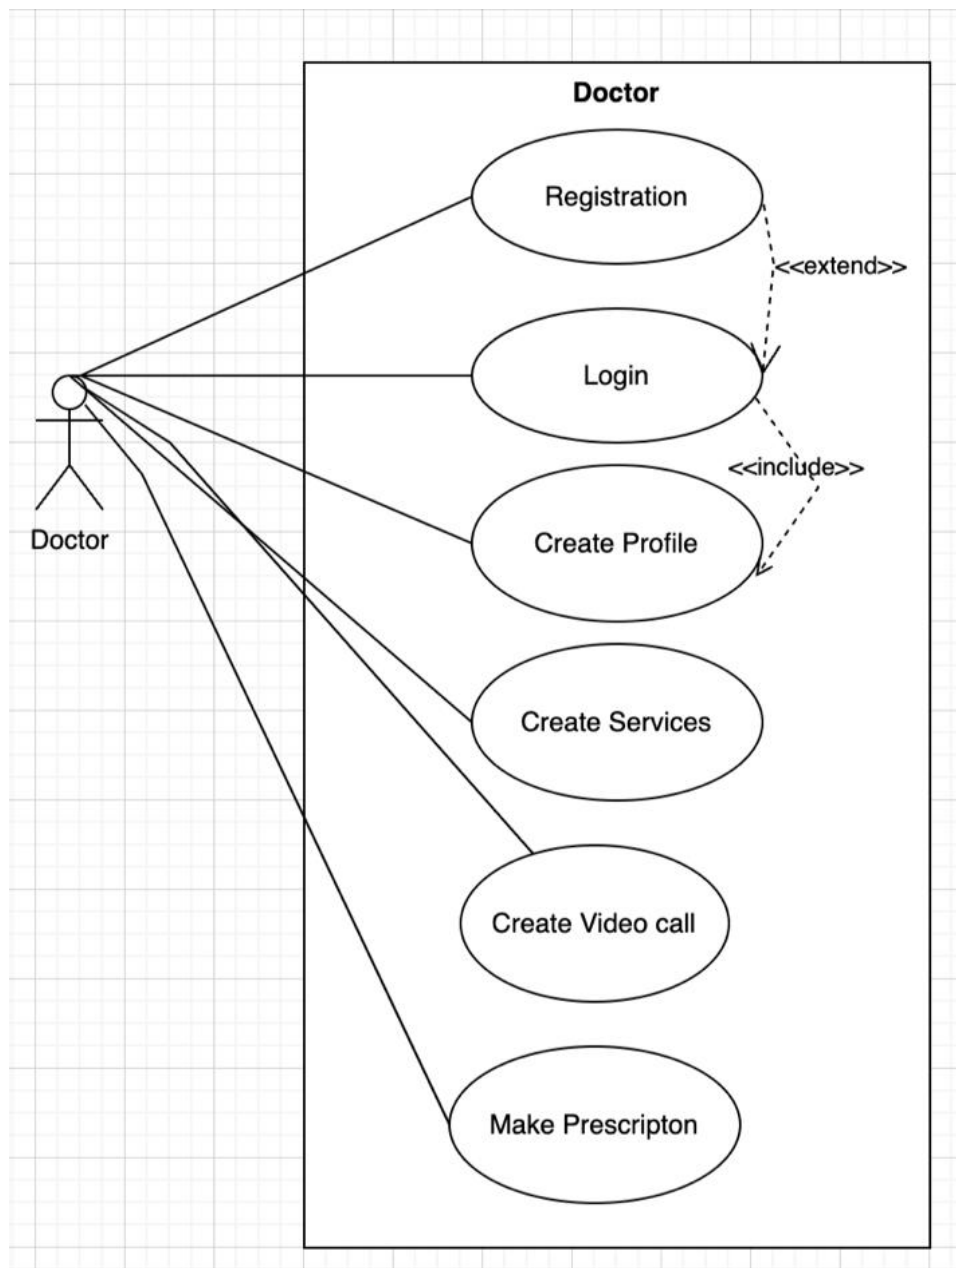 Doctor
Registration
<<extend>>
Login
<<include>>
Doctor
Create Profile
Create Services
Create Video call
Make Prescripton